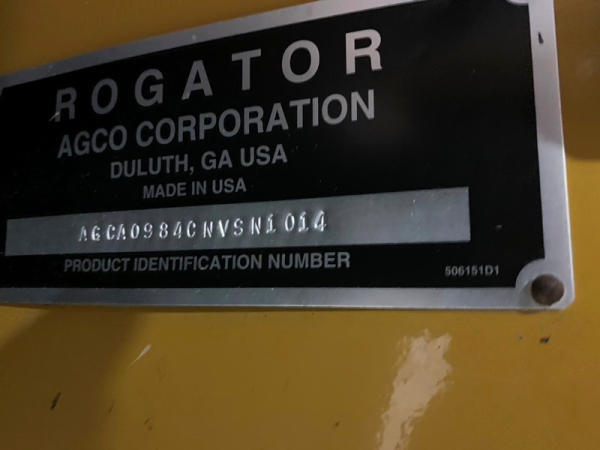 ROGATOR
AGCO CORPORATION
DULUTH, GA USA
MADE IN USA
AGCA0984CNVSN1014
PRODUCT IDENTIFICATION NUMBER
506151D1